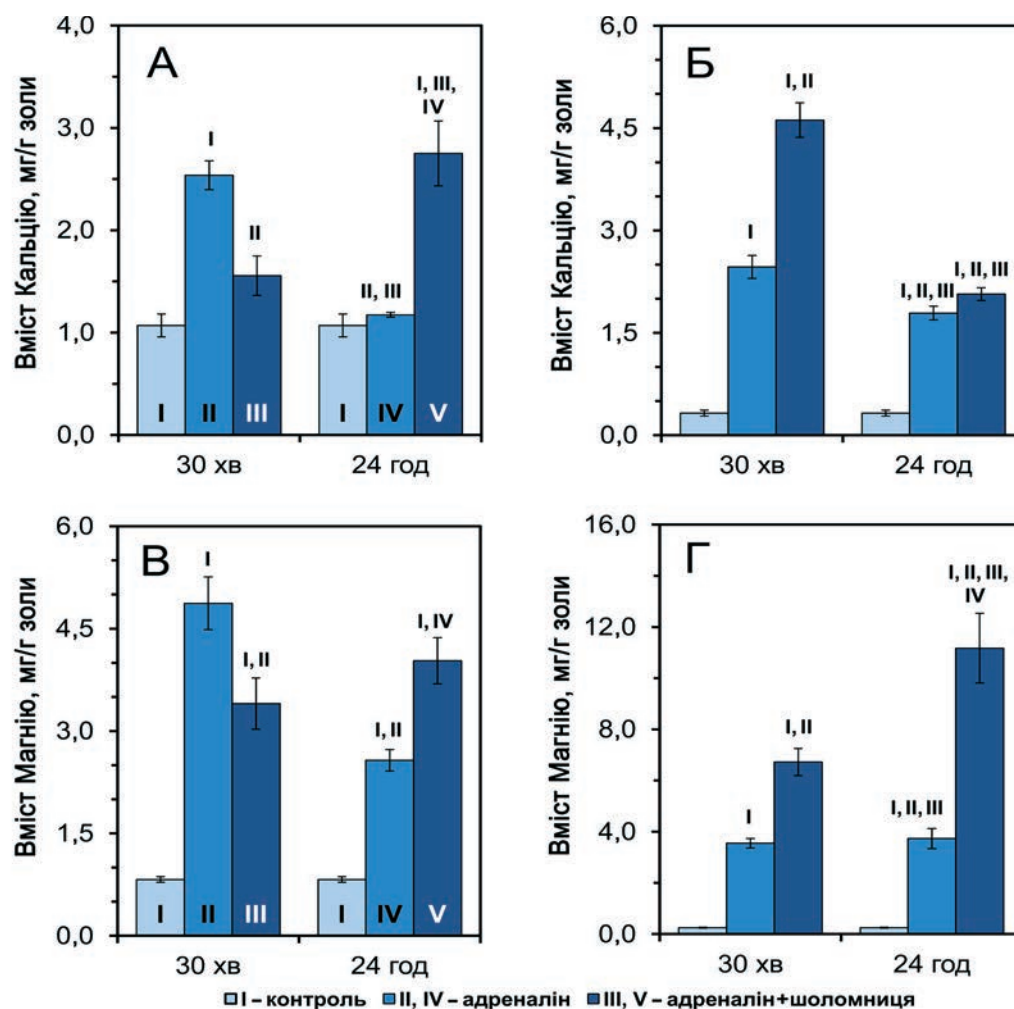 А
Вміст Кальцію, мг/г золи
4,0
3,0
2,0
1,0
0,0
I
II
I, III,
IV
II, III
I II III I IV V
30 хв 24 год
Б
Вміст Кальцію, мг/г золи
6,0
4,5
3,0
1,5
0,0
I
I, II
I, II, III
I, II, III
30 хв 24 год
В
Вміст Магнію, мг/г золи
6,0
4,5
3,0
1,5
0,0
I
I, II
I, II
I, IV
I II III I IV V
30 хв 24 год
Г
Вміст Магнію, мг/г золи
16,0
12,0
8,0
4,0
0,0
I
I, II
I, II, III
I, II, III,
IV
30 хв 24 год
I – контроль II, IV – адреналін III, V – адреналін+шоломниця